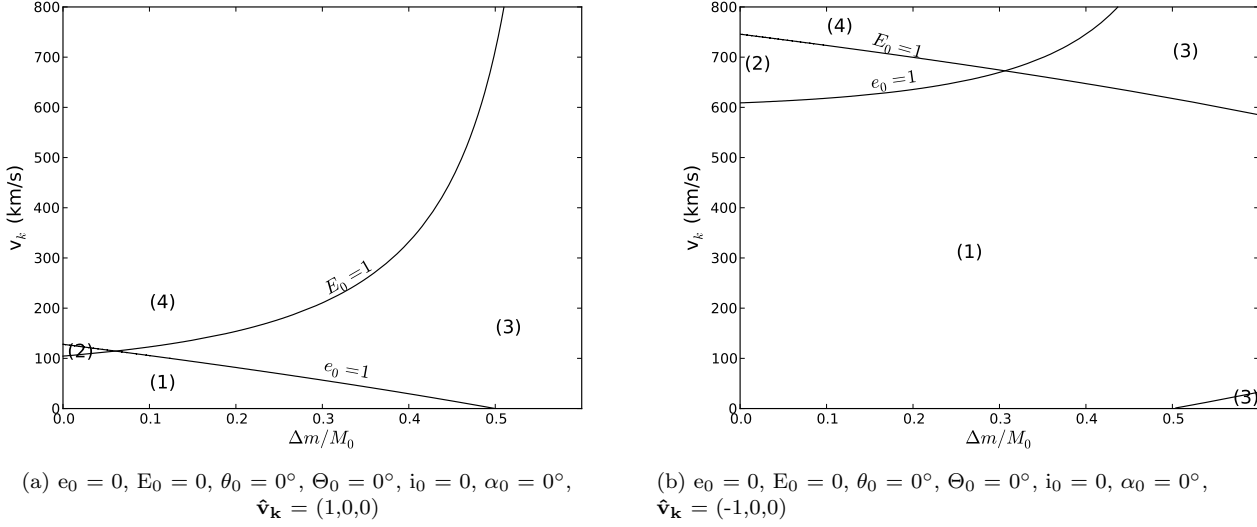 800
700
600
500
400
300
200
100
0
v_k (km/s)
0.0 0.1 0.2 0.3 0.4 0.5
Δm/M_0
E_0 = 1
(4)
(3)
(2)
e_0 = 1
(1)
(a) e_0 = 0, E_0 = 0, θ_0 = 0°, Θ_0 = 0°, i_0 = 0, α_0 = 0°,
v̂_k = (1,0,0)
800
700
600
500
400
300
200
100
0
v_k (km/s)
0.0 0.1 0.2 0.3 0.4 0.5
Δm/M_0
(4)
E_0 = 1
(3)
(2)
e_0 = 1
(1)
(3)
(b) e_0 = 0, E_0 = 0, θ_0 = 0°, Θ_0 = 0°, i_0 = 0, α_0 = 0°,
v̂_k = (-1,0,0)